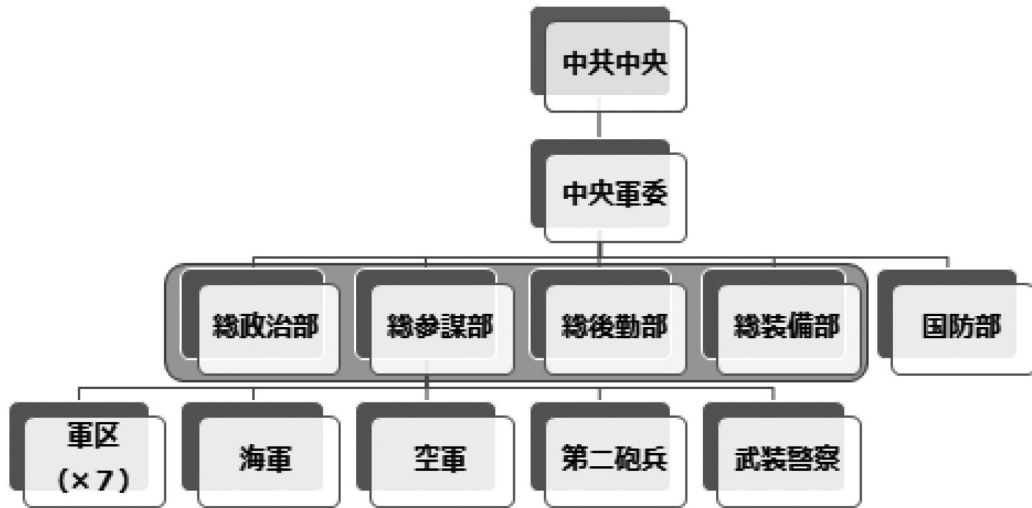 中共中央
中央軍委
総政治部
総参謀部
総後勤部
総装備部
国防部
軍区
(×7)
海軍
空軍
第二砲兵
武装警察